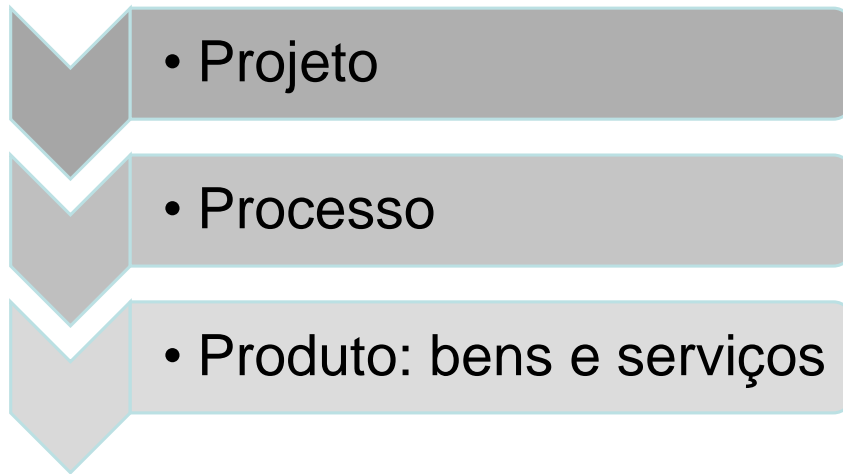 • Projeto
• Processo
• Produto: bens e serviços